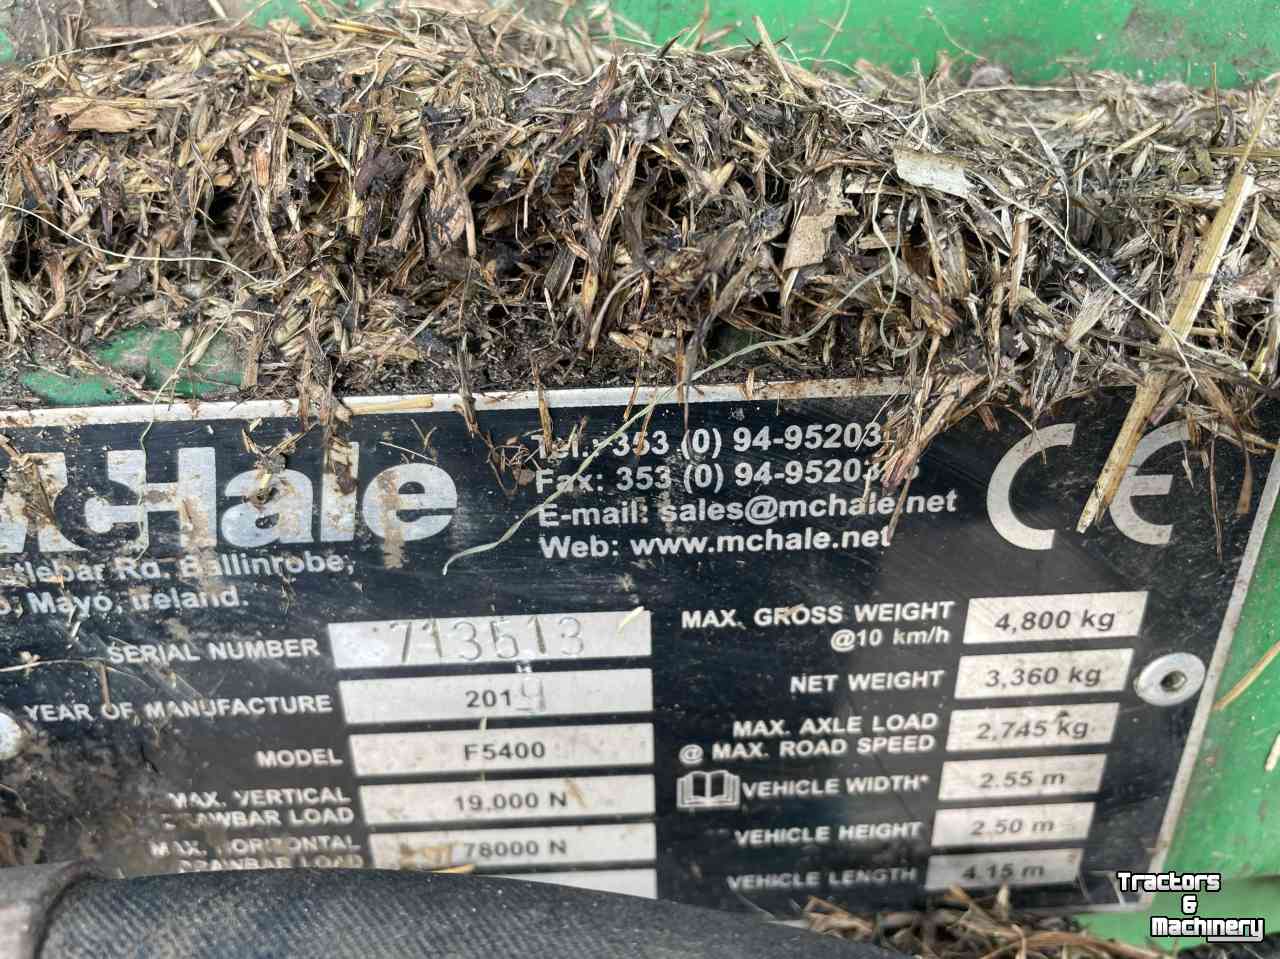 McHale
Tel.: 353 (0) 94-95203
Fax: 353 (0) 94-95203
E-mail: sales@mchale.net
Web: www.mchale.net
CE
Rd. Ballinrobe,
Mayo, Ireland.
SERIAL NUMBER 713513
YEAR OF MANUFACTURE 2019
MODEL F5400
MAX. VERTICAL
DRAWBAR LOAD 19,000 N
MAX. HORIZONTAL
DRAWBAR LOAD 78000 N
MAX. GROSS WEIGHT
@10 km/h 4,800 kg
NET WEIGHT 3,360 kg
MAX. AXLE LOAD
@ MAX. ROAD SPEED 2,745 kg
VEHICLE WIDTH* 2.55 m
VEHICLE HEIGHT 2.50 m
VEHICLE LENGTH 4.15 m
Tractors
&
Machinery